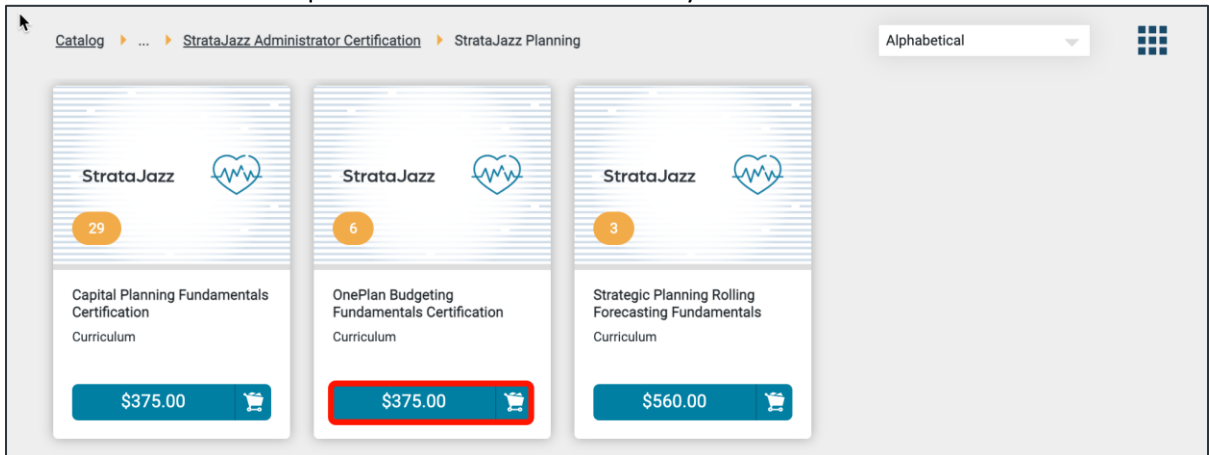 Catalog ... StrataJazz Administrator Certification StrataJazz Planning
Alphabetical
StrataJazz
29
Capital Planning Fundamentals
Certification
Curriculum
$375.00
StrataJazz
6
OnePlan Budgeting
Fundamentals Certification
Curriculum
$375.00
StrataJazz
3
Strategic Planning Rolling
Forecasting Fundamentals
Curriculum
$560.00